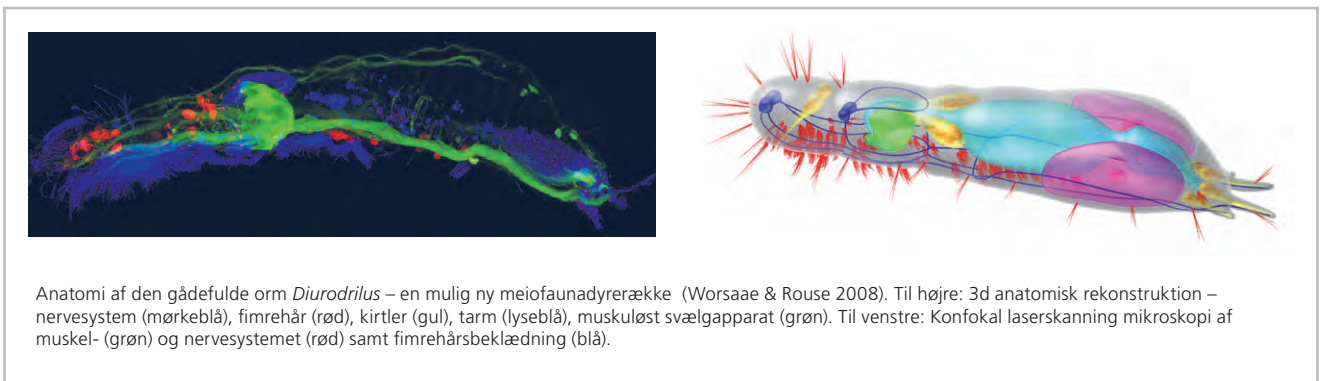 Anatomi af den gådefulde orm Diurodrilus – en mulig ny meiofaunadyrerække (Worsaae & Rouse 2008). Til højre: 3d anatomisk rekonstruktion –
nervesystem (mørkeblå), fimrehår (rød), kirtler (gul), tarm (lyseblå), muskuløst svælgapparat (grøn). Til venstre: Konfokal laserskanning mikroskopi af
muskel- (grøn) og nervesystemet (rød) samt fimrehårsbeklædning (blå).